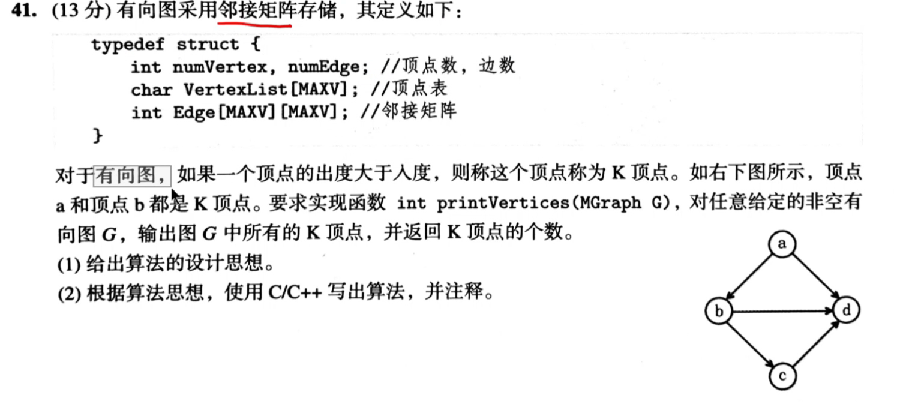 41. (13 分) 有向图采用邻接矩阵存储，其定义如下：
typedef struct {
int numVertex, numEdge; //顶点数，边数
char VertexList[MAXV]; //顶点表
int Edge[MAXV][MAXV]; //邻接矩阵
}
对于有向图，如果一个顶点的出度大于入度，则称这个顶点称为 K 顶点。如右下图所示，顶点
a 和顶点 b 都是 K 顶点。要求实现函数 int printVertices(MGraph G)，对任意给定的非空有
向图 G，输出图 G 中所有的 K 顶点，并返回 K 顶点的个数。
(1) 给出算法的设计思想。
(2) 根据算法思想，使用 C/C++ 写出算法，并注释。
a
b
d
c